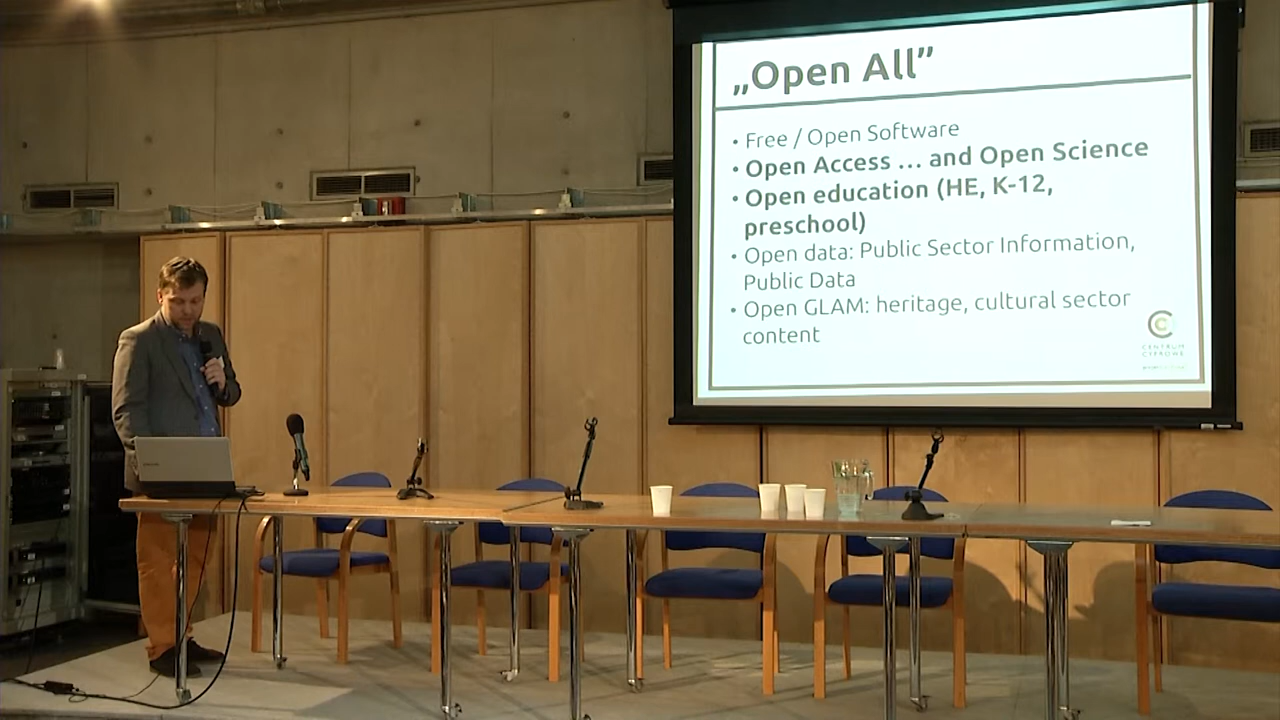 „Open All”
• Free / Open Software
• Open Access ... and Open Science
• Open education (HE, K-12,
preschool)
• Open data: Public Sector Information,
Public Data
• Open GLAM: heritage, cultural sector
content
CENTRUM
CYFROWE